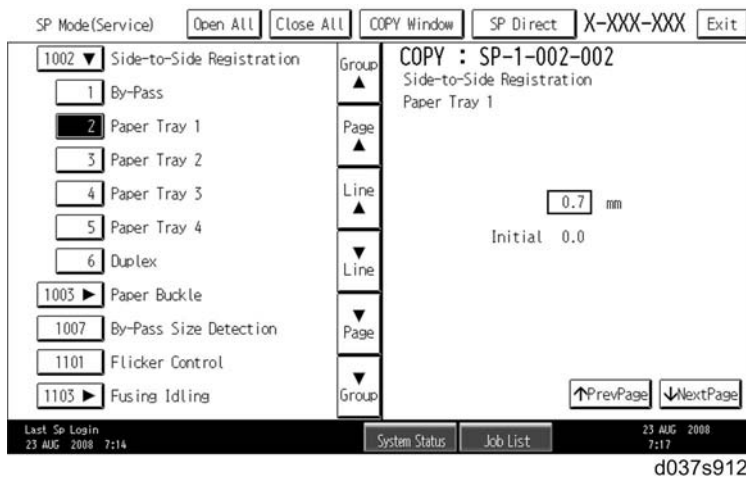 SP Mode(Service) Open All Close All COPY Window SP Direct X-XXX-XXX Exit
1002 ▼ Side-to-Side Registration
1 By-Pass
2 Paper Tray 1
3 Paper Tray 2
4 Paper Tray 3
5 Paper Tray 4
6 Duplex
1003 ► Paper Buckle
1007 By-Pass Size Detection
1101 Flicker Control
1103 ► Fusing Idling
Group
▲
Page
▲
Line
▲
▼
Line
▼
Page
▼
Group
COPY : SP-1-002-002
Side-to-Side Registration
Paper Tray 1
0.7 mm
Initial 0.0
↑PrevPage ↓NextPage
Last Sp Login
23 AUG 2008 7:14
System Status Job List
23 AUG 2008
7:17
d037s912